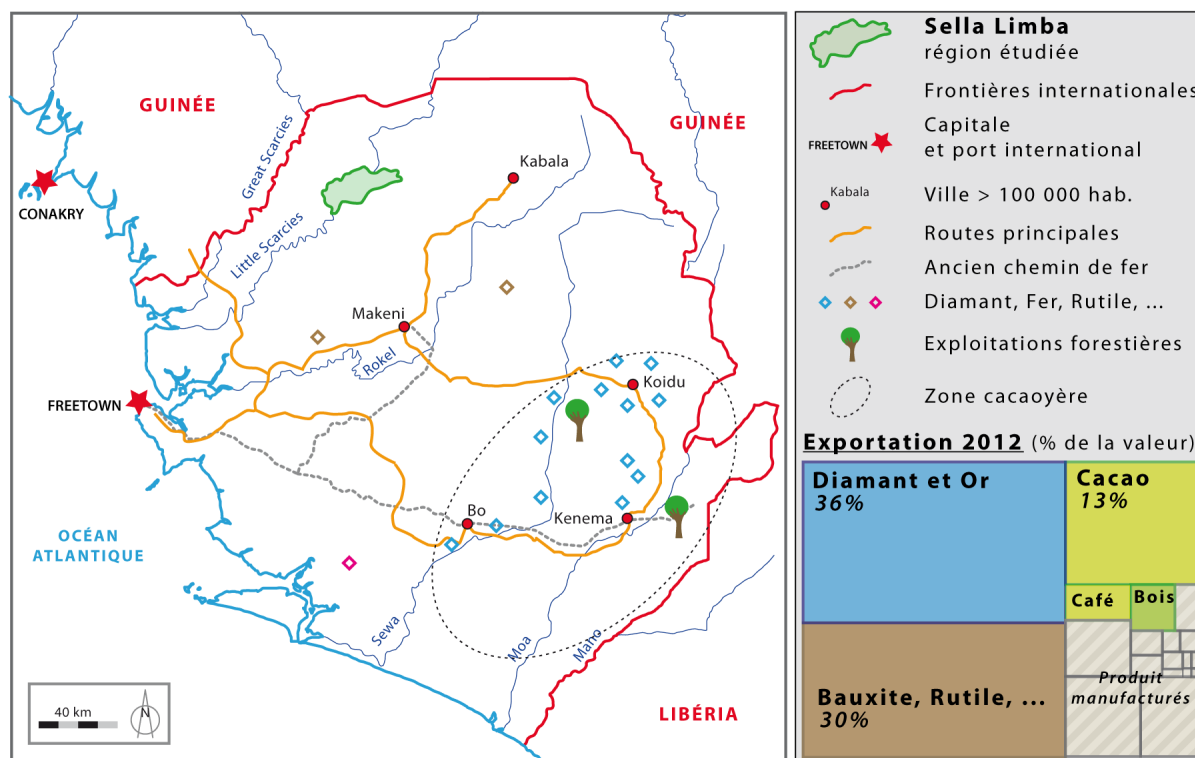 GUINÉE
GUINÉE
Great Scarcies
Kabala
CONAKRY
Little Scarcies
Makeni
Rokel
Koidu
FREETOWN
Bo
Kenema
OCÉAN
ATLANTIQUE
Sewa
Moa
Mano
LIBÉRIA
40 km
N
Sella Limba
région étudiée
Frontières internationales
FREETOWN
Capitale
et port international
Kabala
Ville > 100 000 hab.
Routes principales
Ancien chemin de fer
Diamant, Fer, Rutile, ...
Exploitations forestières
Zone cacaoyère
Exportation 2012 (% de la valeur)
Diamant et Or
36%
Cacao
13%
Café
Bois
Bauxite, Rutile, ...
30%
Produit
manufacturés